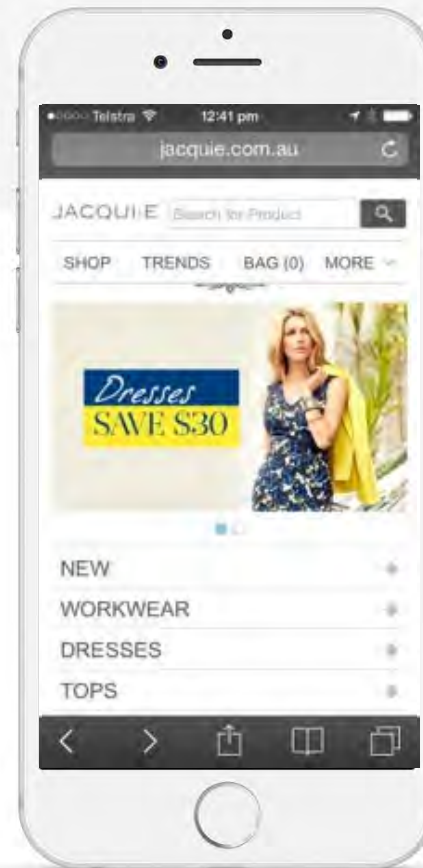 Telstra 12:41 pm
jacquie.com.au
JACQUI·E Search for Product
SHOP TRENDS BAG (0) MORE
Dresses
SAVE $30
NEW
WORKWEAR
DRESSES
TOPS